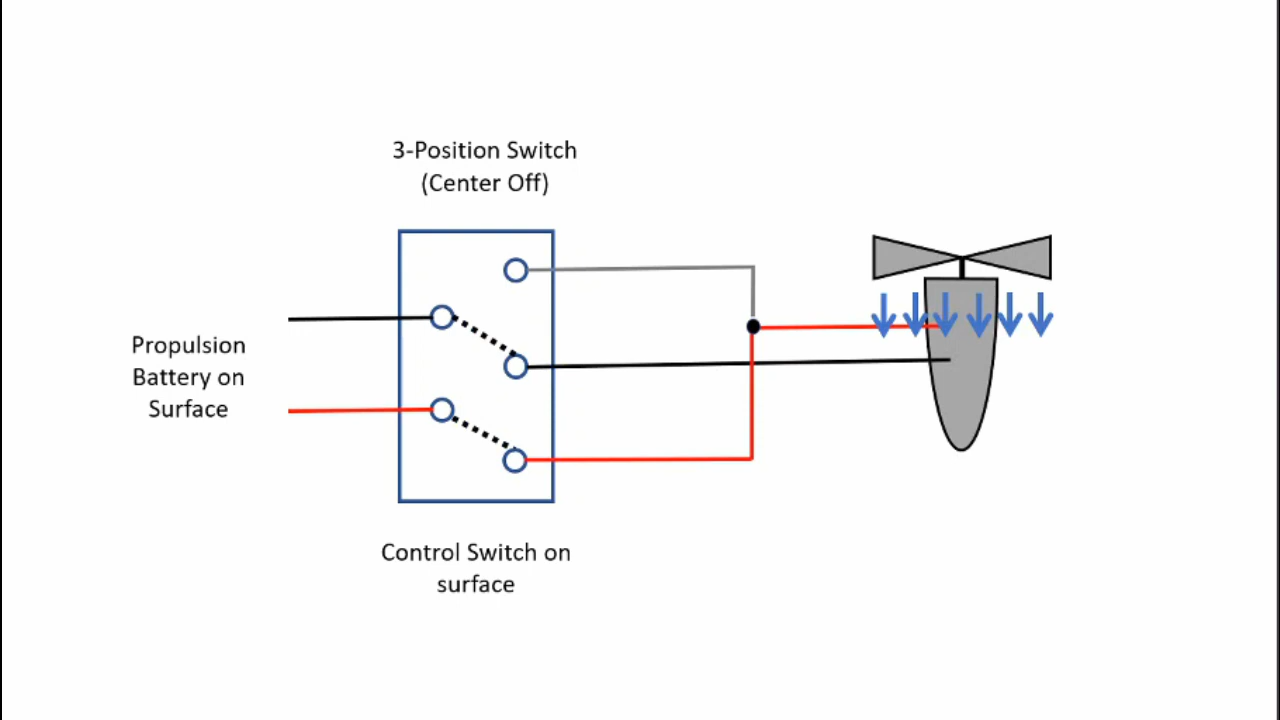 3-Position Switch
(Center Off)
Propulsion
Battery on
Surface
Control Switch on
surface